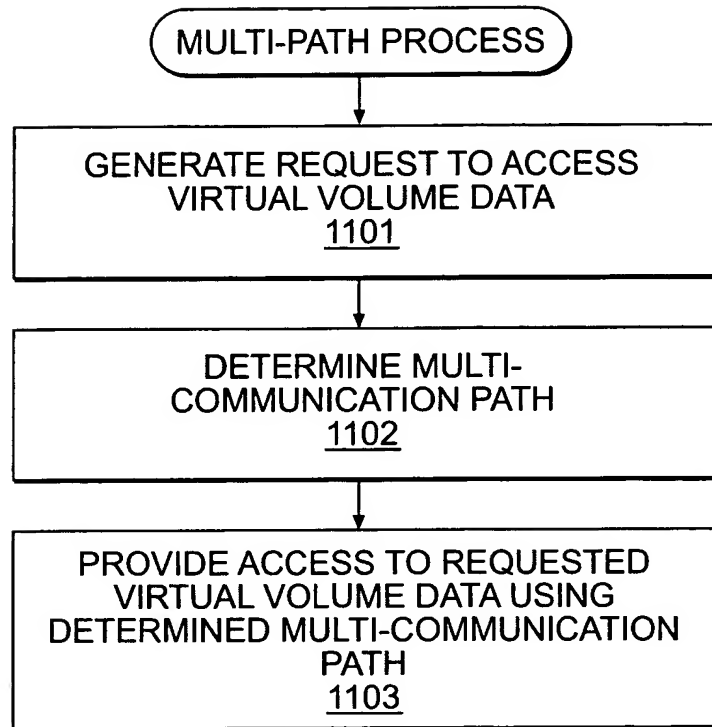 MULTI-PATH PROCESS
GENERATE REQUEST TO ACCESS
VIRTUAL VOLUME DATA
1101
DETERMINE MULTI-
COMMUNICATION PATH
1102
PROVIDE ACCESS TO REQUESTED
VIRTUAL VOLUME DATA USING
DETERMINED MULTI-COMMUNICATION
PATH
1103